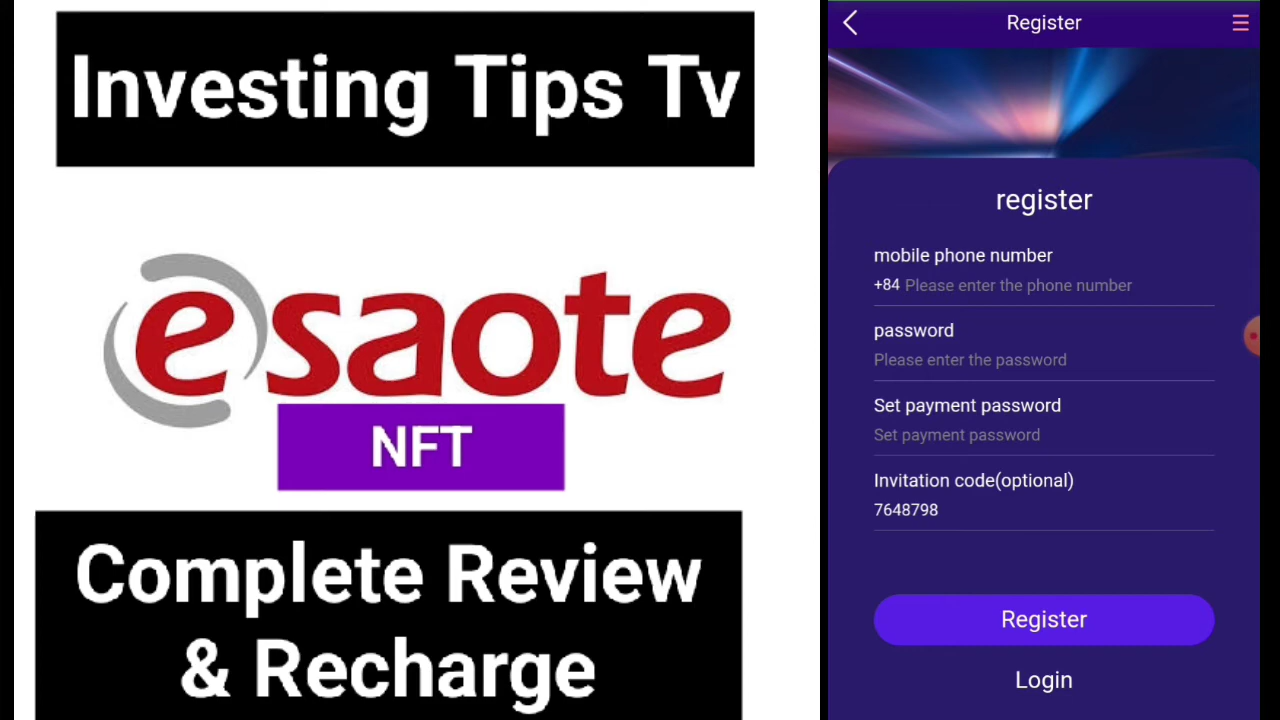 Investing Tips Tv
esaote
NFT
Complete Review
& Recharge
Register
register
mobile phone number
+84 Please enter the phone number
password
Please enter the password
Set payment password
Set payment password
Invitation code(optional)
7648798
Register
Login